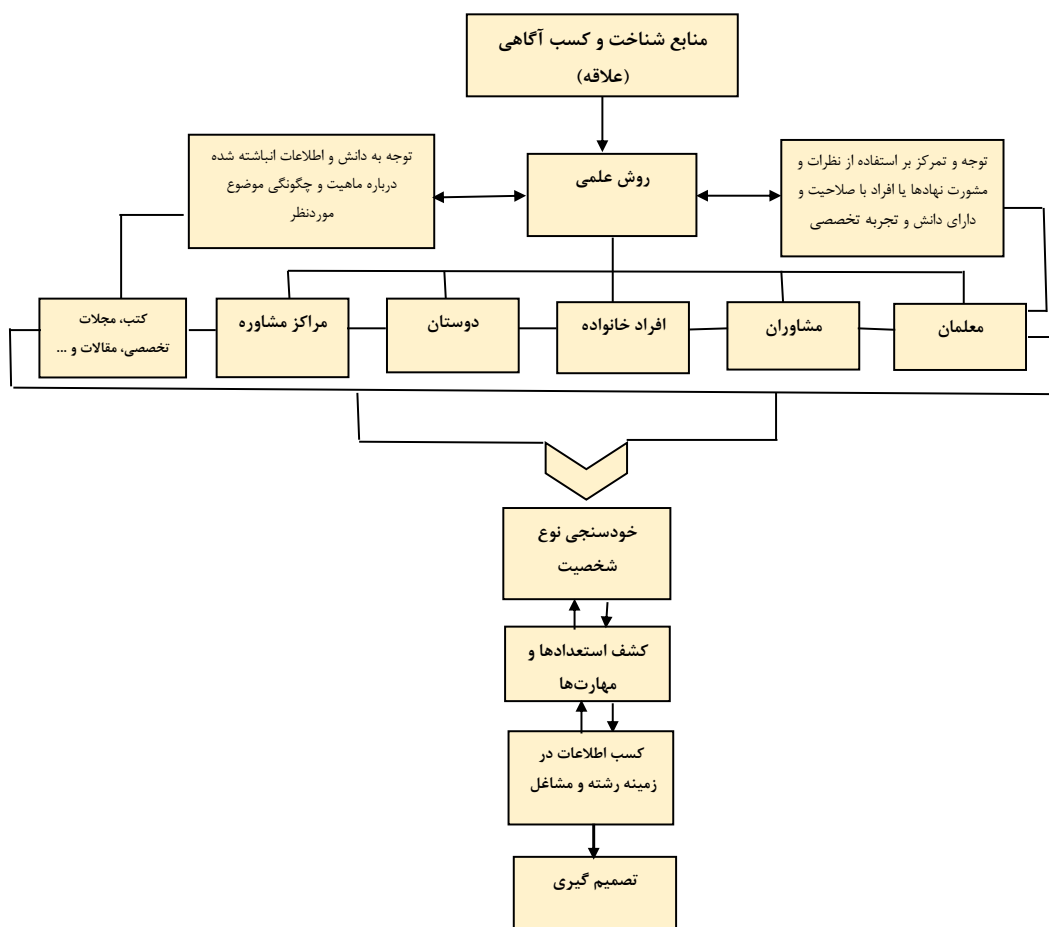 منابع شناخت و کسب آگاهی
(علاقه)
توجه و تمرکز بر استفاده از نظرات و
مشورت نهادها یا افراد با صلاحیت و
دارای دانش و تجربه تخصصی
روش علمی
توجه به دانش و اطلاعات انباشته شده
درباره ماهیت و چگونگی موضوع
موردنظر
معلمان
مشاوران
افراد خانواده
دوستان
مراکز مشاوره
کتب، مجلات
تخصصی، مقالات و ...
خودسنجی نوع
شخصیت
کشف استعدادها و
مهارت‌ها
کسب اطلاعات در
زمینه رشته و مشاغل
تصمیم گیری